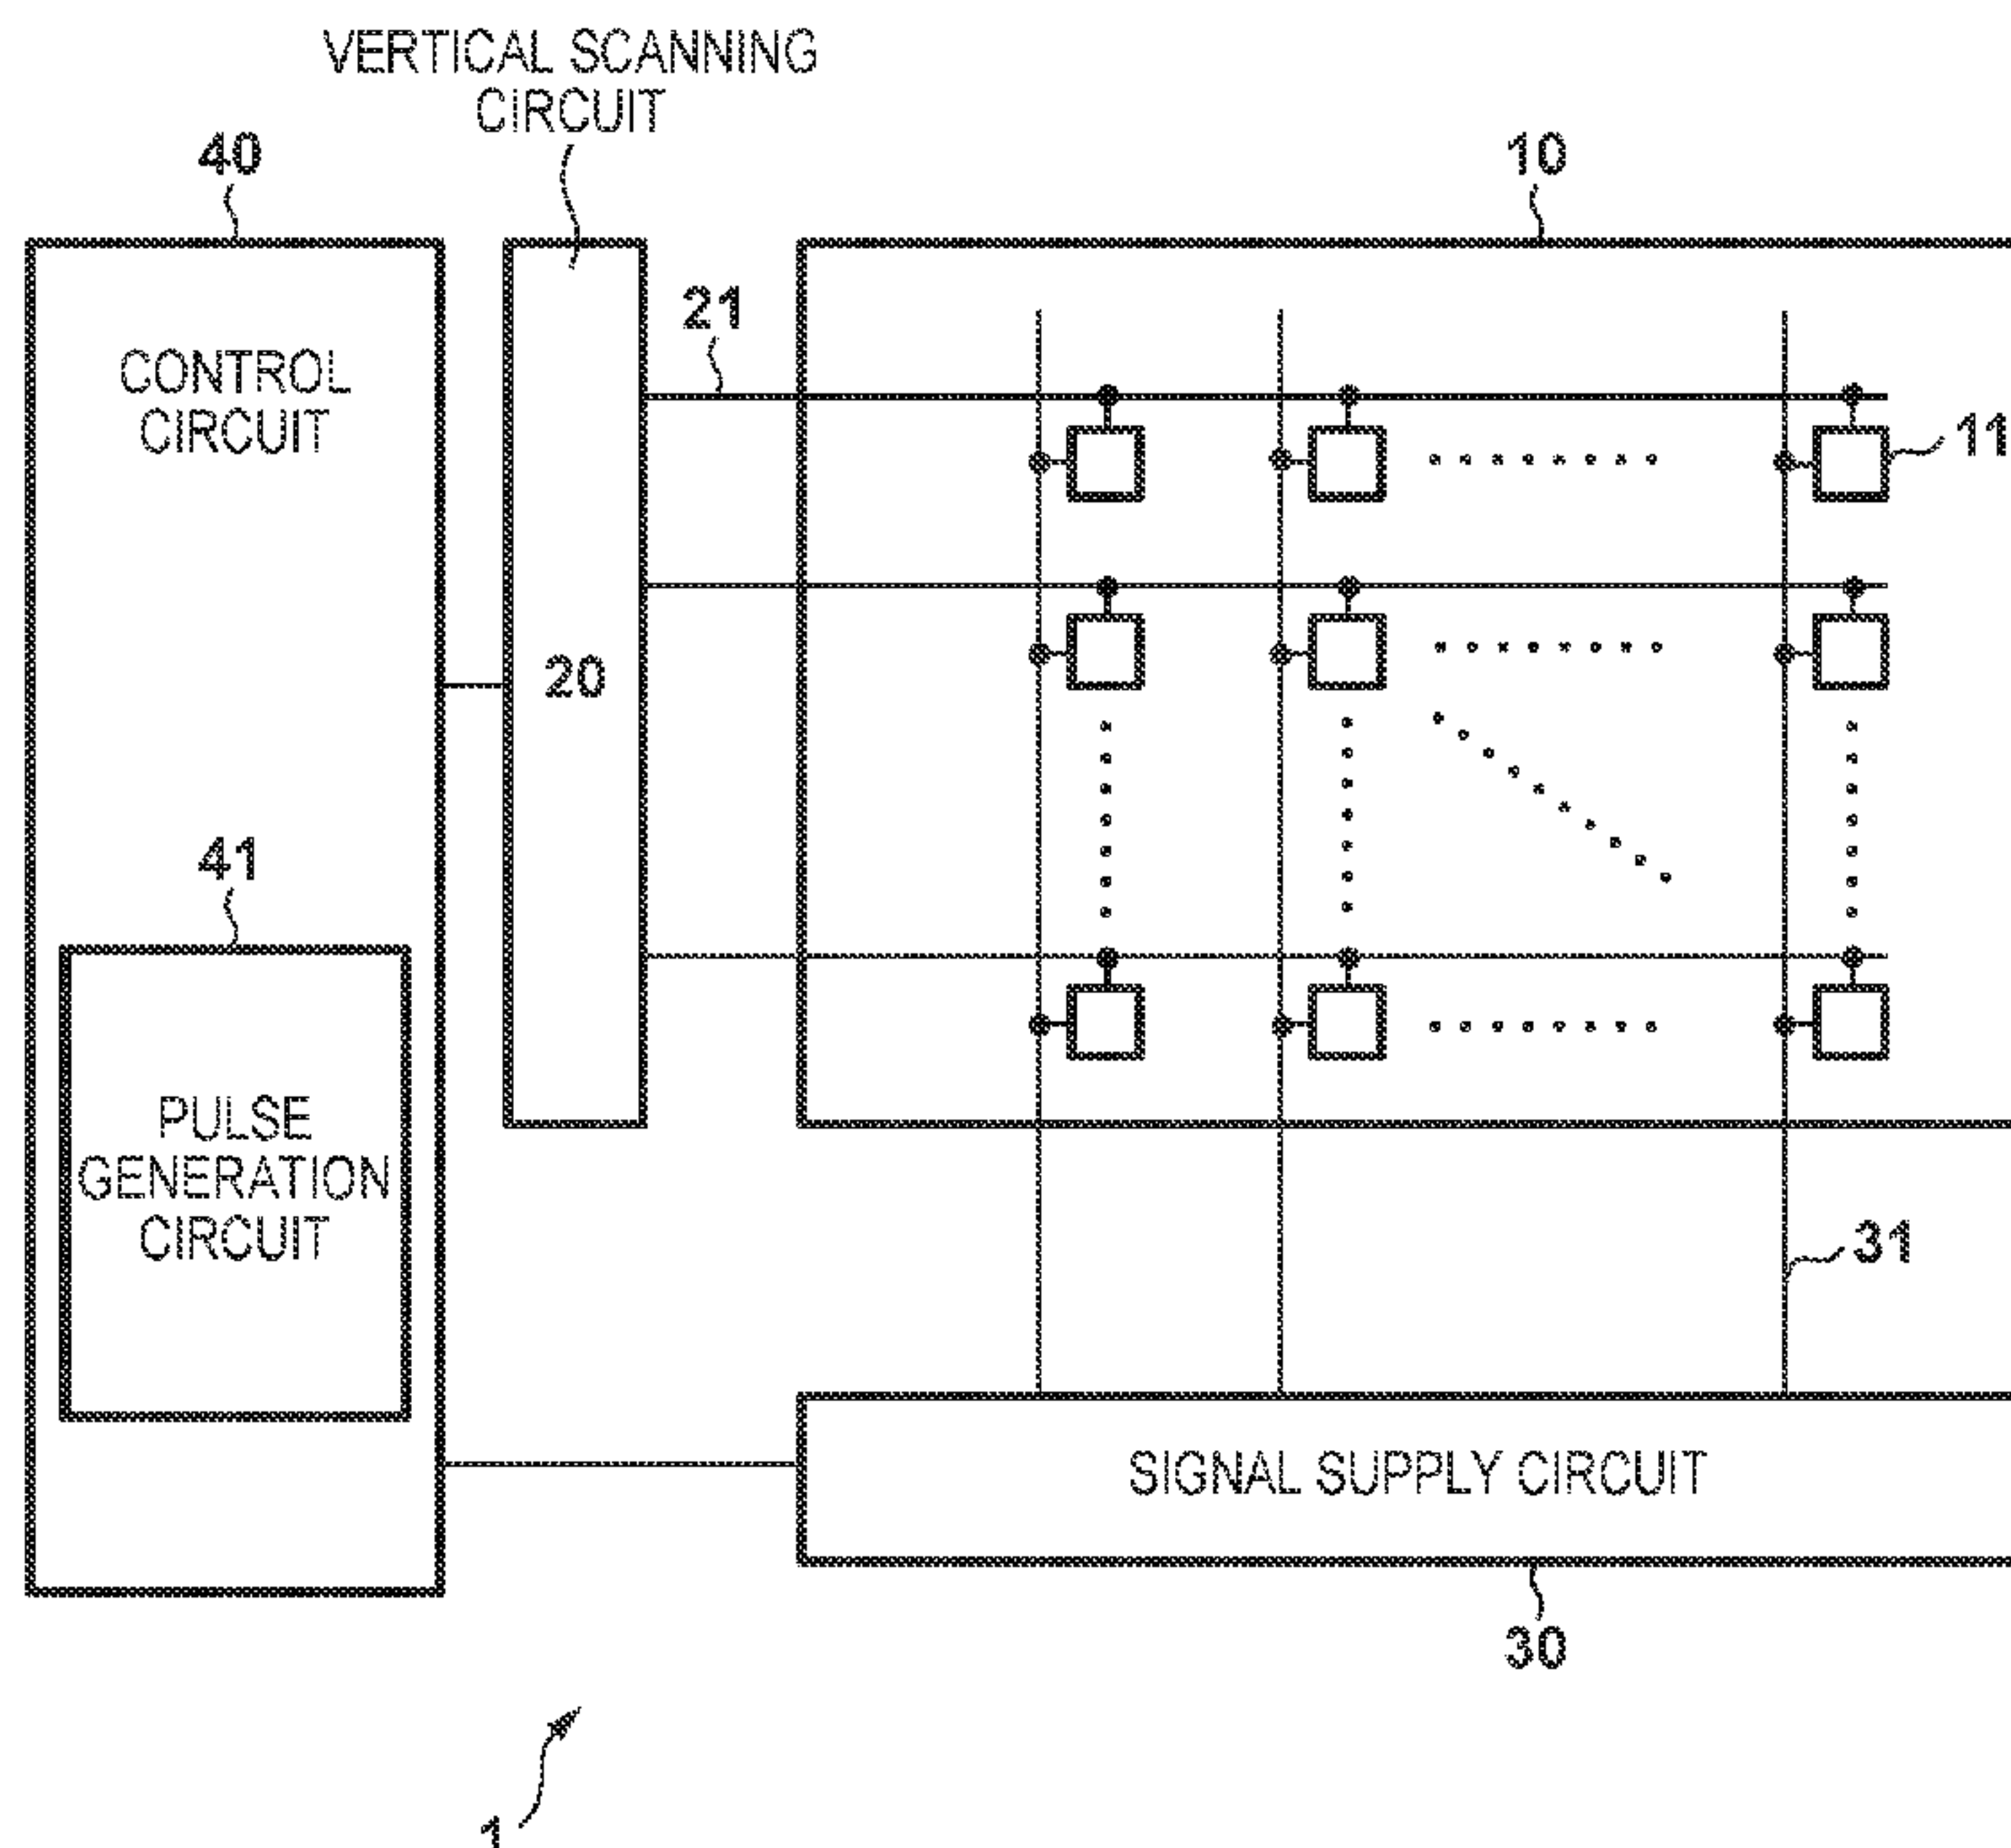 VERTICAL SCANNING
CIRCUIT
40
10
21
CONTROL
CIRCUIT
11
20
41
PULSE
GENERATION
CIRCUIT
31
SIGNAL SUPPLY CIRCUIT
30
1